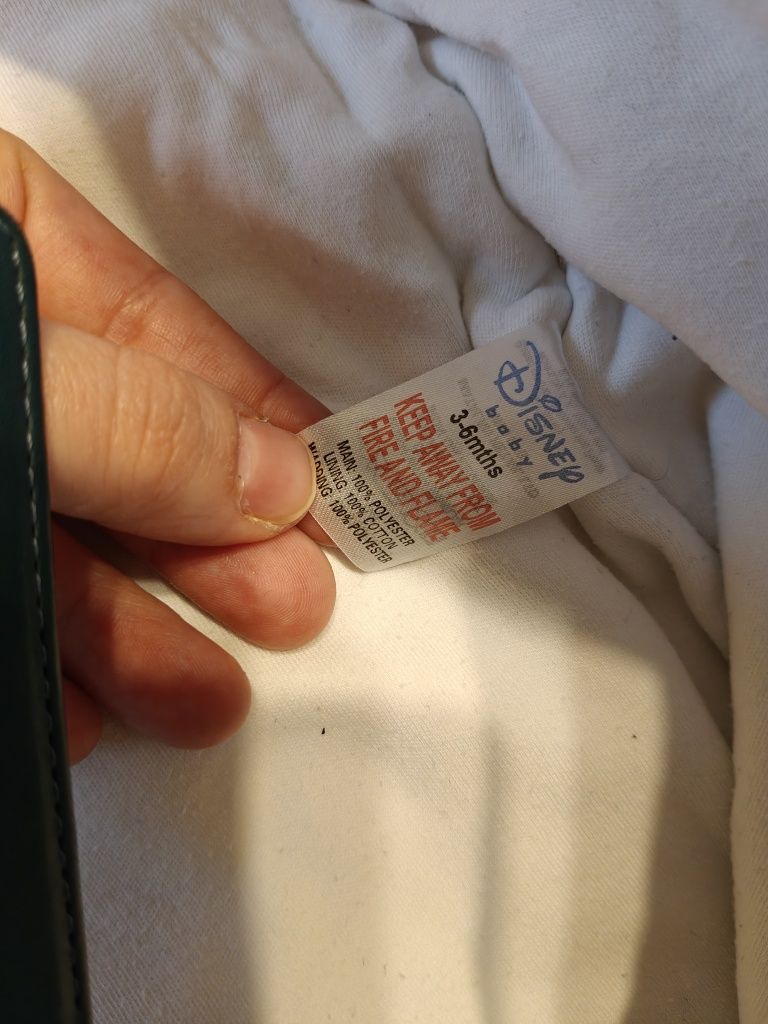 Disney
baby
3-6mths
KEEP AWAY FROM
FIRE AND FLAME
MAIN: 100% POLYESTER
LINING: 100% COTTON
WADDING: 100% POLYESTER